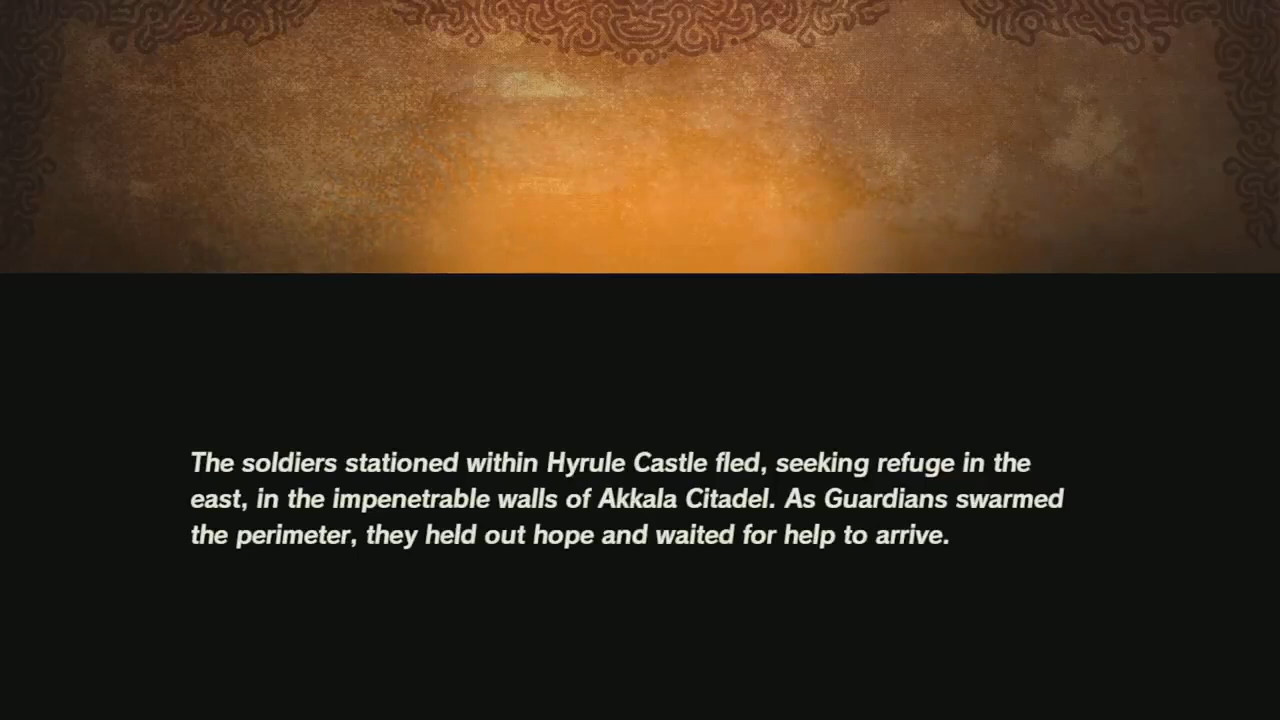 The soldiers stationed within Hyrule Castle fled, seeking refuge in the
east, in the impenetrable walls of Akkala Citadel. As Guardians swarmed
the perimeter, they held out hope and waited for help to arrive.